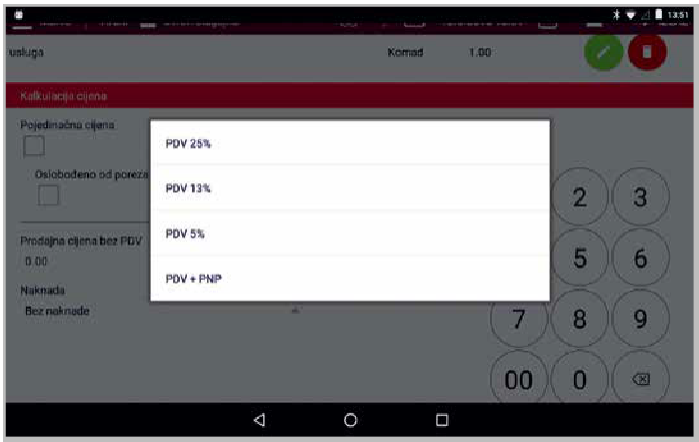 13:51
usluga Komad 1.00
Kalkulacija cijena
Pojedinačna cijena
Oslobođeno od poreza
PDV 25%
PDV 13%
PDV 5%
PDV + PNP
Prodajna cijena bez PDV
0.00
Naknada
Bez naknade
2 3
5 6
7 8 9
00 0